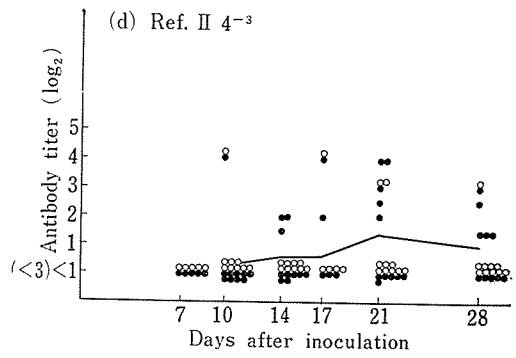 (d) Ref. II 4⁻³
Antibody titer (log₂)
5
4
3
2
1
(<3)<1
7 10 14 17 21 28
Days after inoculation